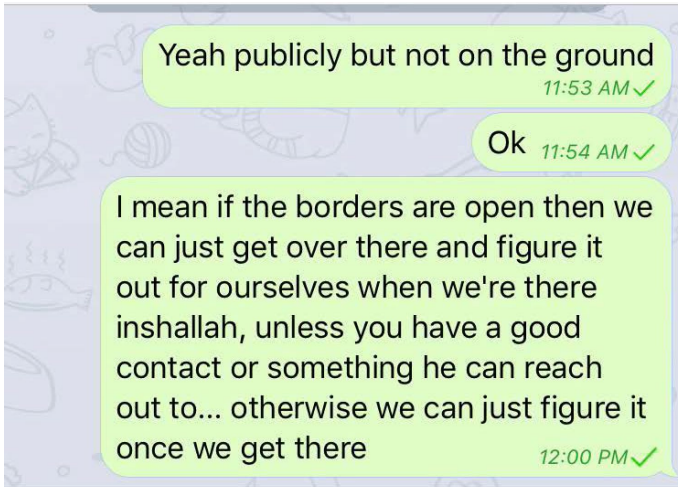 Yeah publicly but not on the ground
11:53 AM
Ok 11:54 AM
I mean if the borders are open then we
can just get over there and figure it
out for ourselves when we're there
inshallah, unless you have a good
contact or something he can reach
out to... otherwise we can just figure it
once we get there 12:00 PM